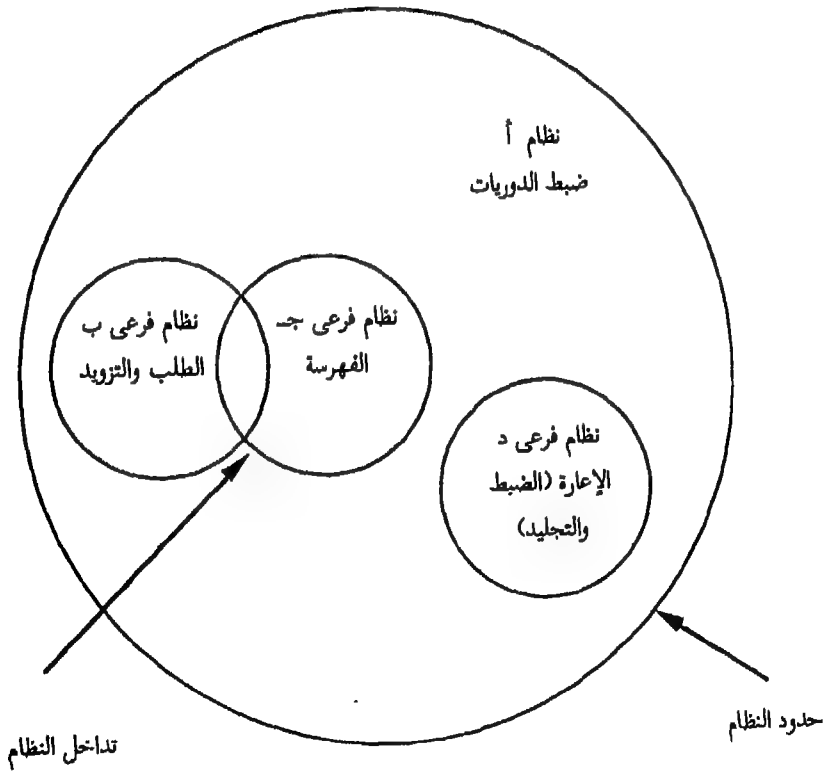 نظام أ
ضبط الدوريات
نظام فرعى جـ
الفهرسة
نظام فرعى ب
الطلب والتزويد
نظام فرعى د
الإعارة (الضبط
والتجليد)
حدود النظام
تداخل النظام